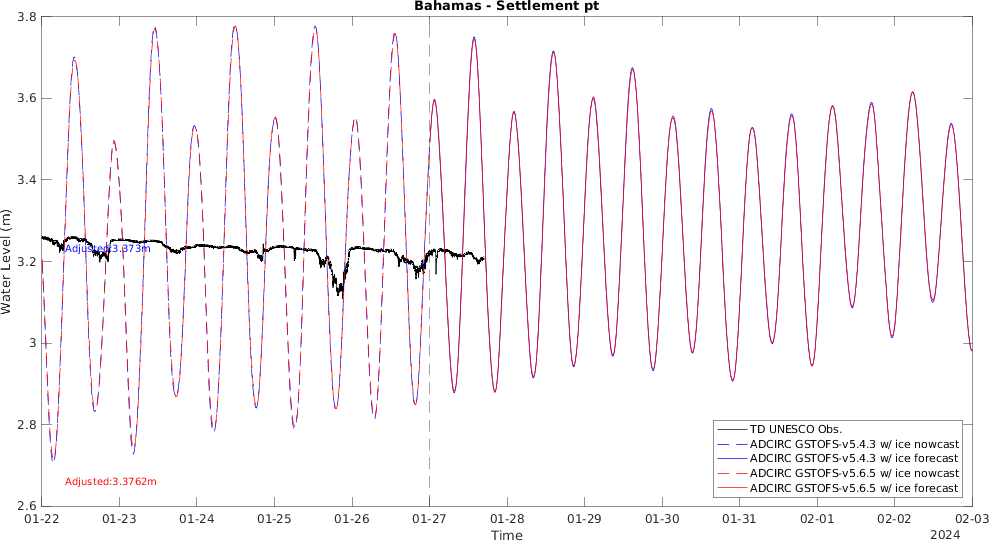 Bahamas - Settlement pt
Water Level (m)
3.8
3.6
3.4
3.2
3
2.8
2.6
Adjusted:3.373m
Adjusted:3.3762m
TD UNESCO Obs.
ADCIRC GSTOFS-v5.4.3 w/ ice nowcast
ADCIRC GSTOFS-v5.4.3 w/ ice forecast
ADCIRC GSTOFS-v5.6.5 w/ ice nowcast
ADCIRC GSTOFS-v5.6.5 w/ ice forecast
01-22 01-23 01-24 01-25 01-26 01-27 01-28 01-29 01-30 01-31 02-01 02-02 02-03
Time
2024